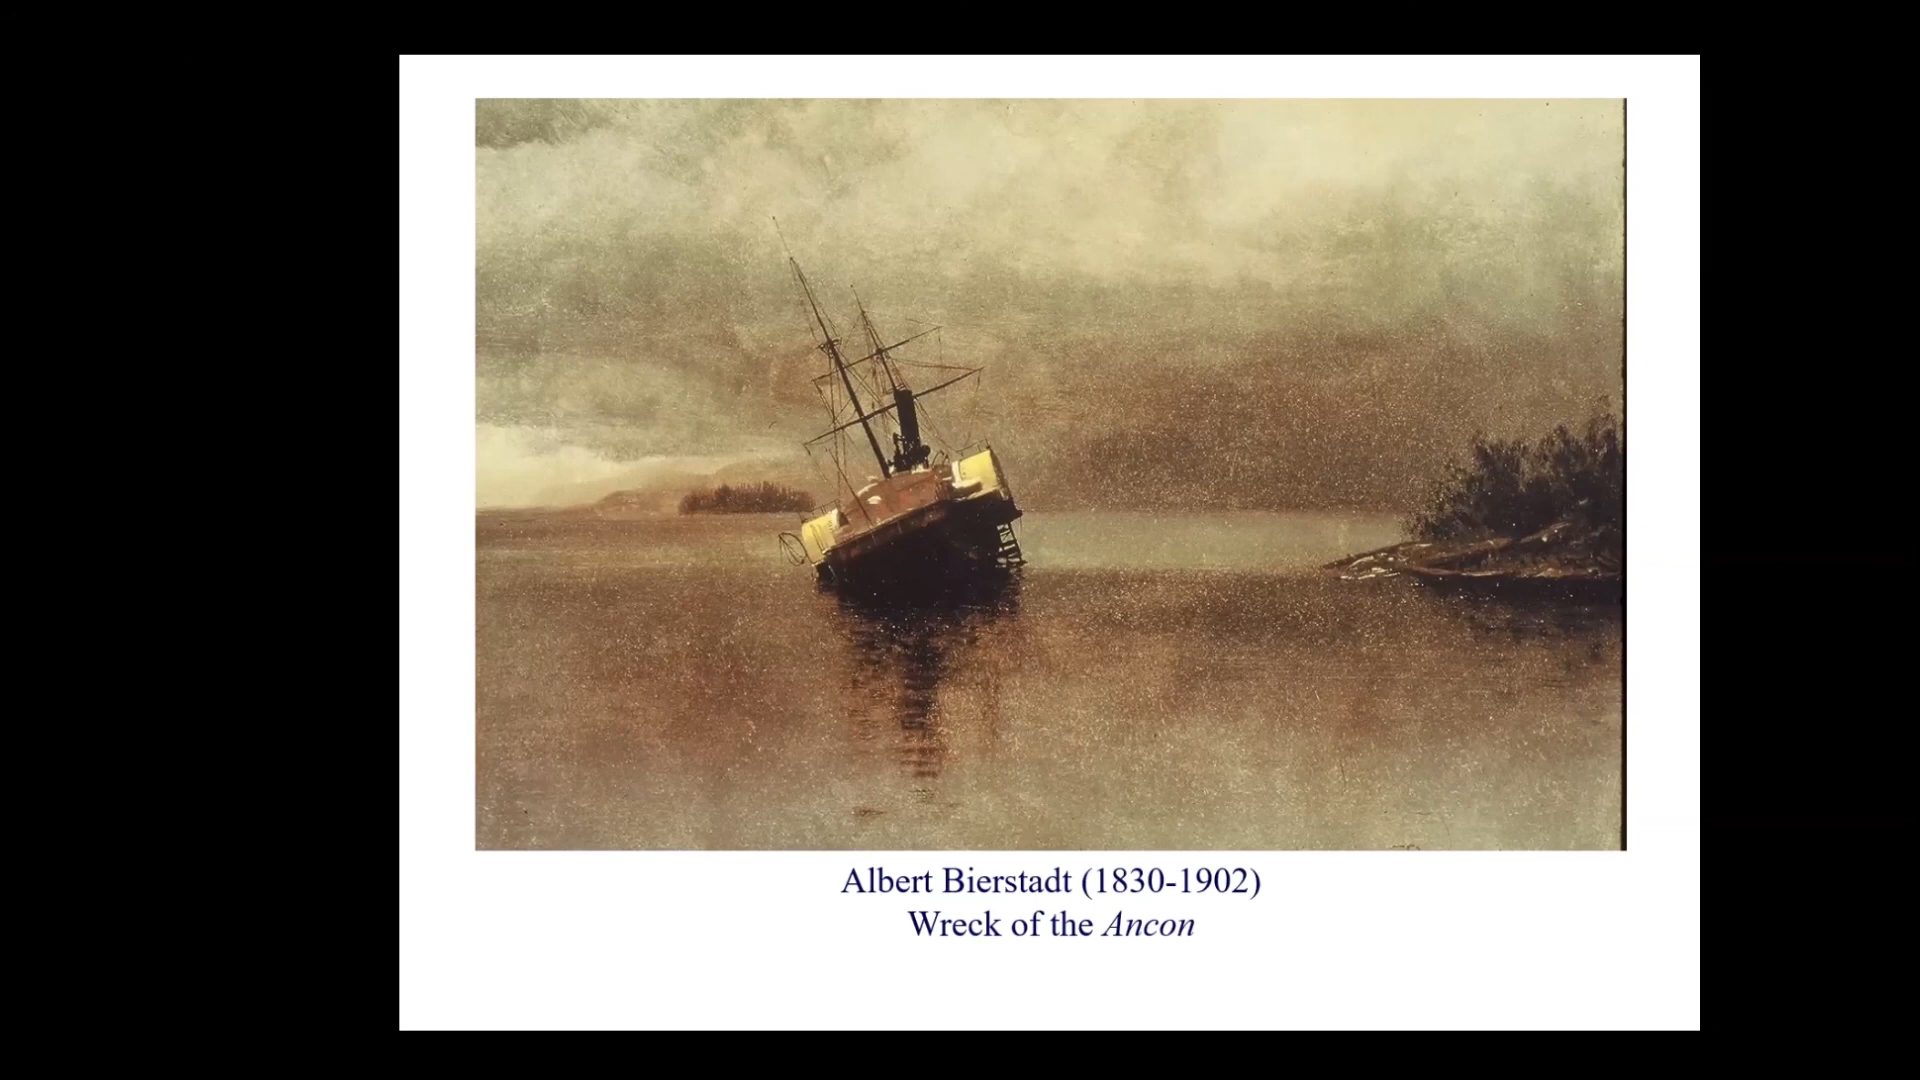 Albert Bierstadt (1830-1902)
Wreck of the Ancon